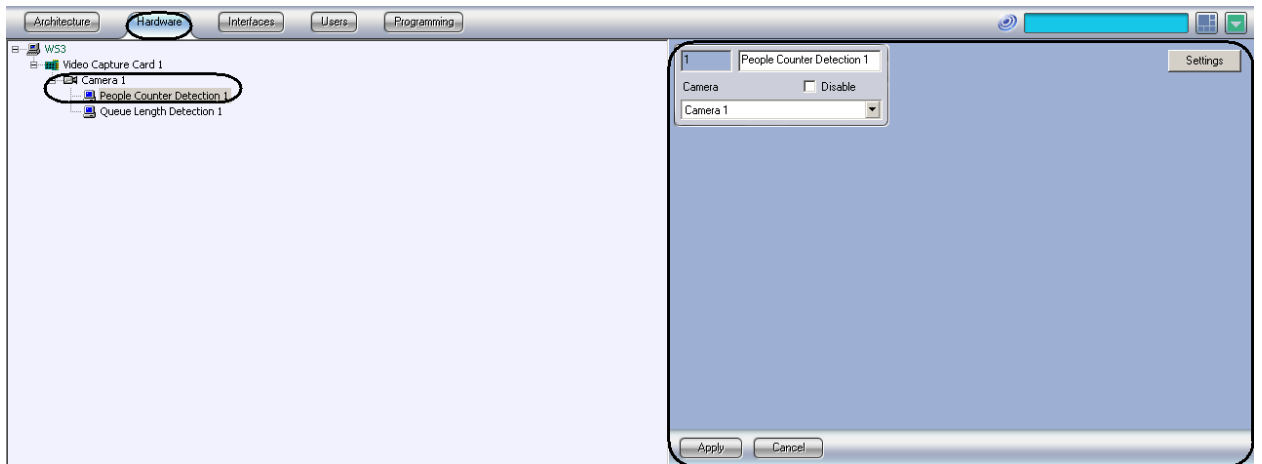 Architecture Hardware Interfaces Users Programming
WS3
Video Capture Card 1
Camera 1
People Counter Detection 1
Queue Length Detection 1
1 People Counter Detection 1 Settings
Camera Disable
Camera 1
Apply Cancel